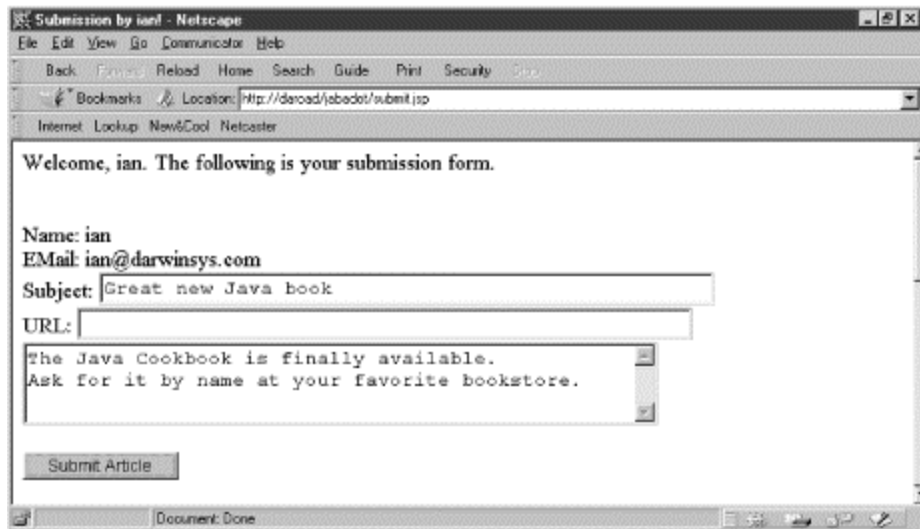 Submission by ian! - Netscape
File Edit View Go Communicator Help
Back Forward Reload Home Search Guide Print Security Stop
Bookmarks Location: http://daroad/jabadot/submit.jsp
Internet Lookup New&Cool Netcaster
Welcome, ian. The following is your submission form.
Name: ian
EMail: ian@darwinsys.com
Subject: Great new Java book
URL:
The Java Cookbook is finally available.
Ask for it by name at your favorite bookstore.
Submit Article
Document: Done